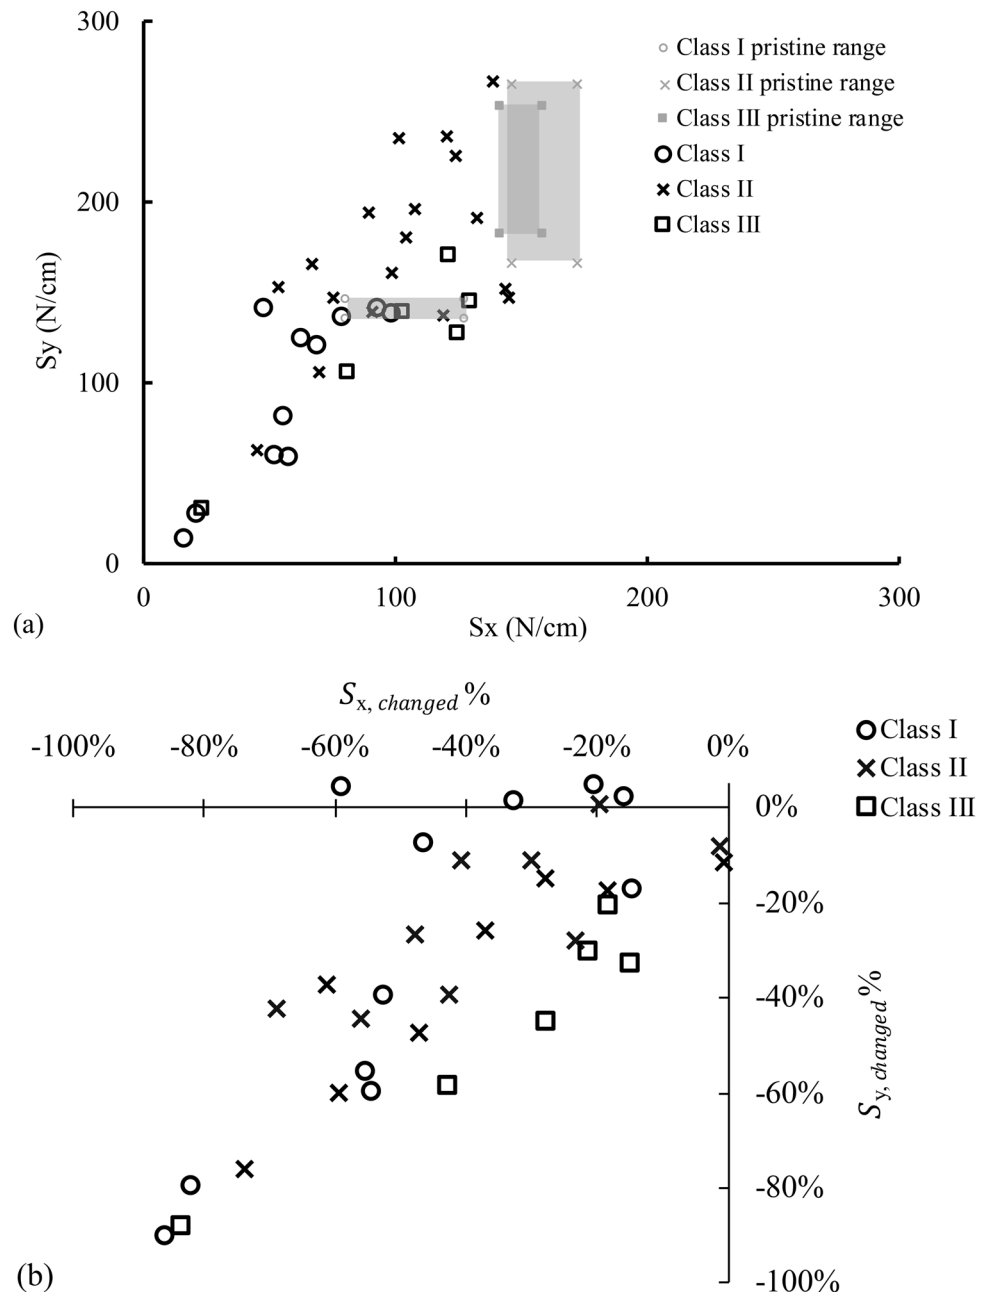 300
200
100
0
Sy (N/cm)
0
100
200
300
Sx (N/cm)
Class I pristine range
Class II pristine range
Class III pristine range
Class I
Class II
Class III
(a)
Sx, changed %
-100%
-80%
-60%
-40%
-20%
0%
Class I
Class II
Class III
0%
-20%
-40%
-60%
-80%
-100%
Sy, changed %
(b)